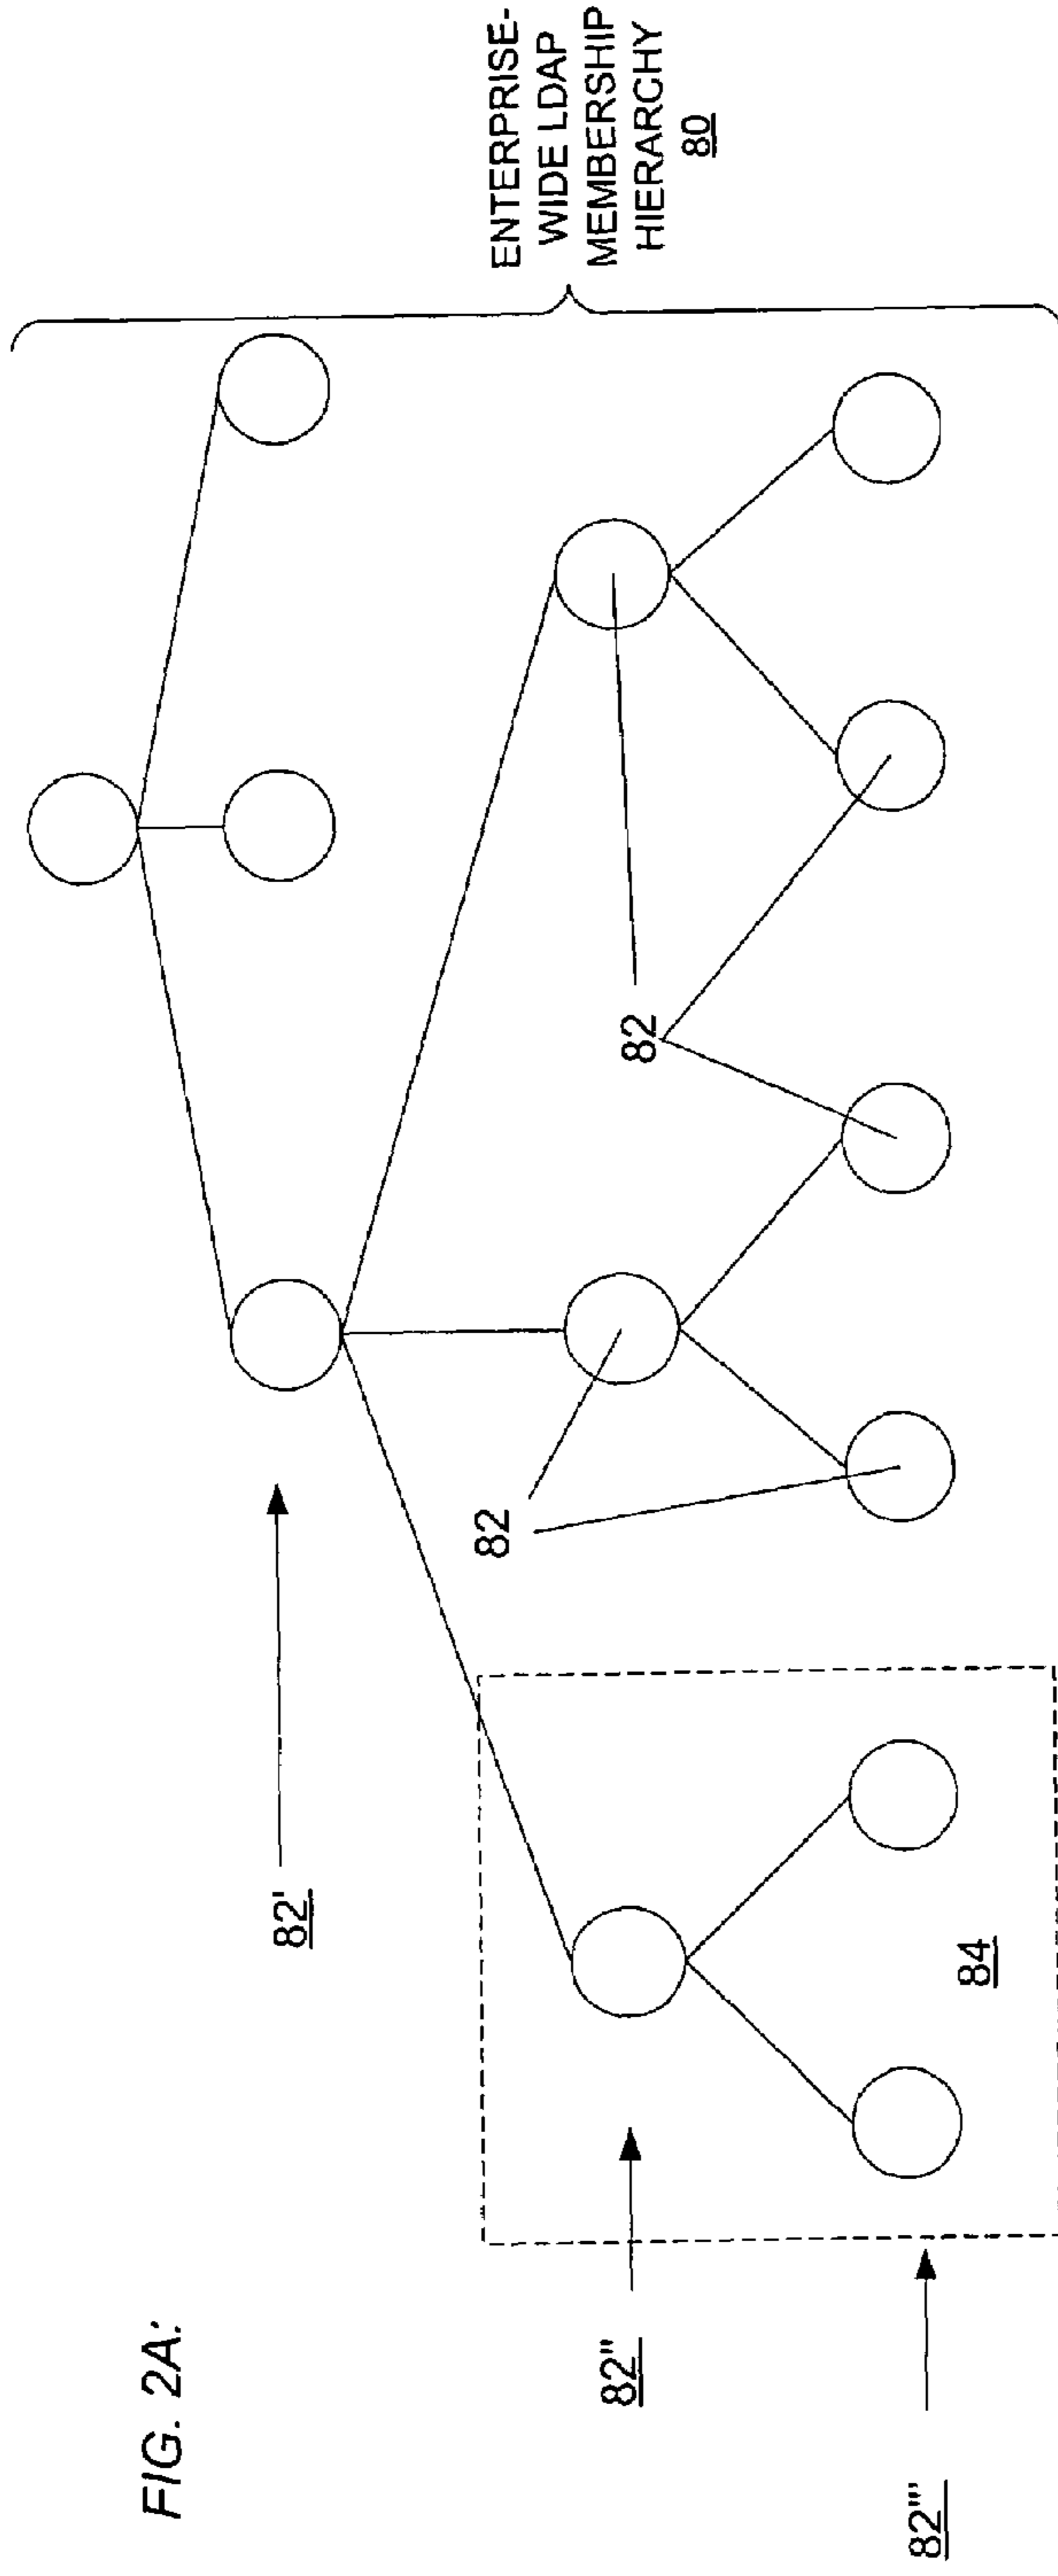 FIG. 2A:
82'
82"
82'''
84
82
82
ENTERPRISE-
WIDE LDAP
MEMBERSHIP
HIERARCHY
80